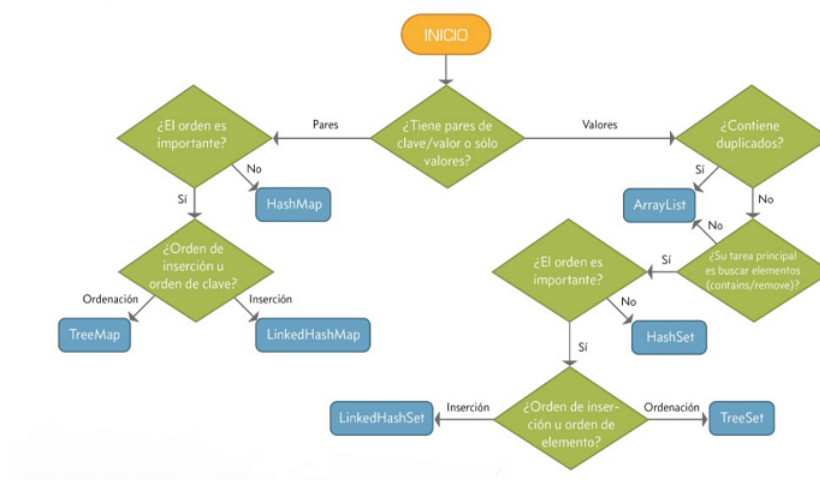 INICIO
¿Tiene pares de
clave/valor o sólo
valores?
Pares
Valores
¿El orden es
importante?
No
HashMap
Sí
¿Orden de
inserción u
orden de clave?
Ordenación
Inserción
TreeMap
LinkedHashMap
¿Contiene
duplicados?
Sí
No
ArrayList
No
¿Su tarea principal
es buscar elementos
(contains/remove)?
Sí
¿El orden es
importante?
No
HashSet
Sí
¿Orden de inser-
ción u orden de
elemento?
Inserción
Ordenación
LinkedHashSet
TreeSet